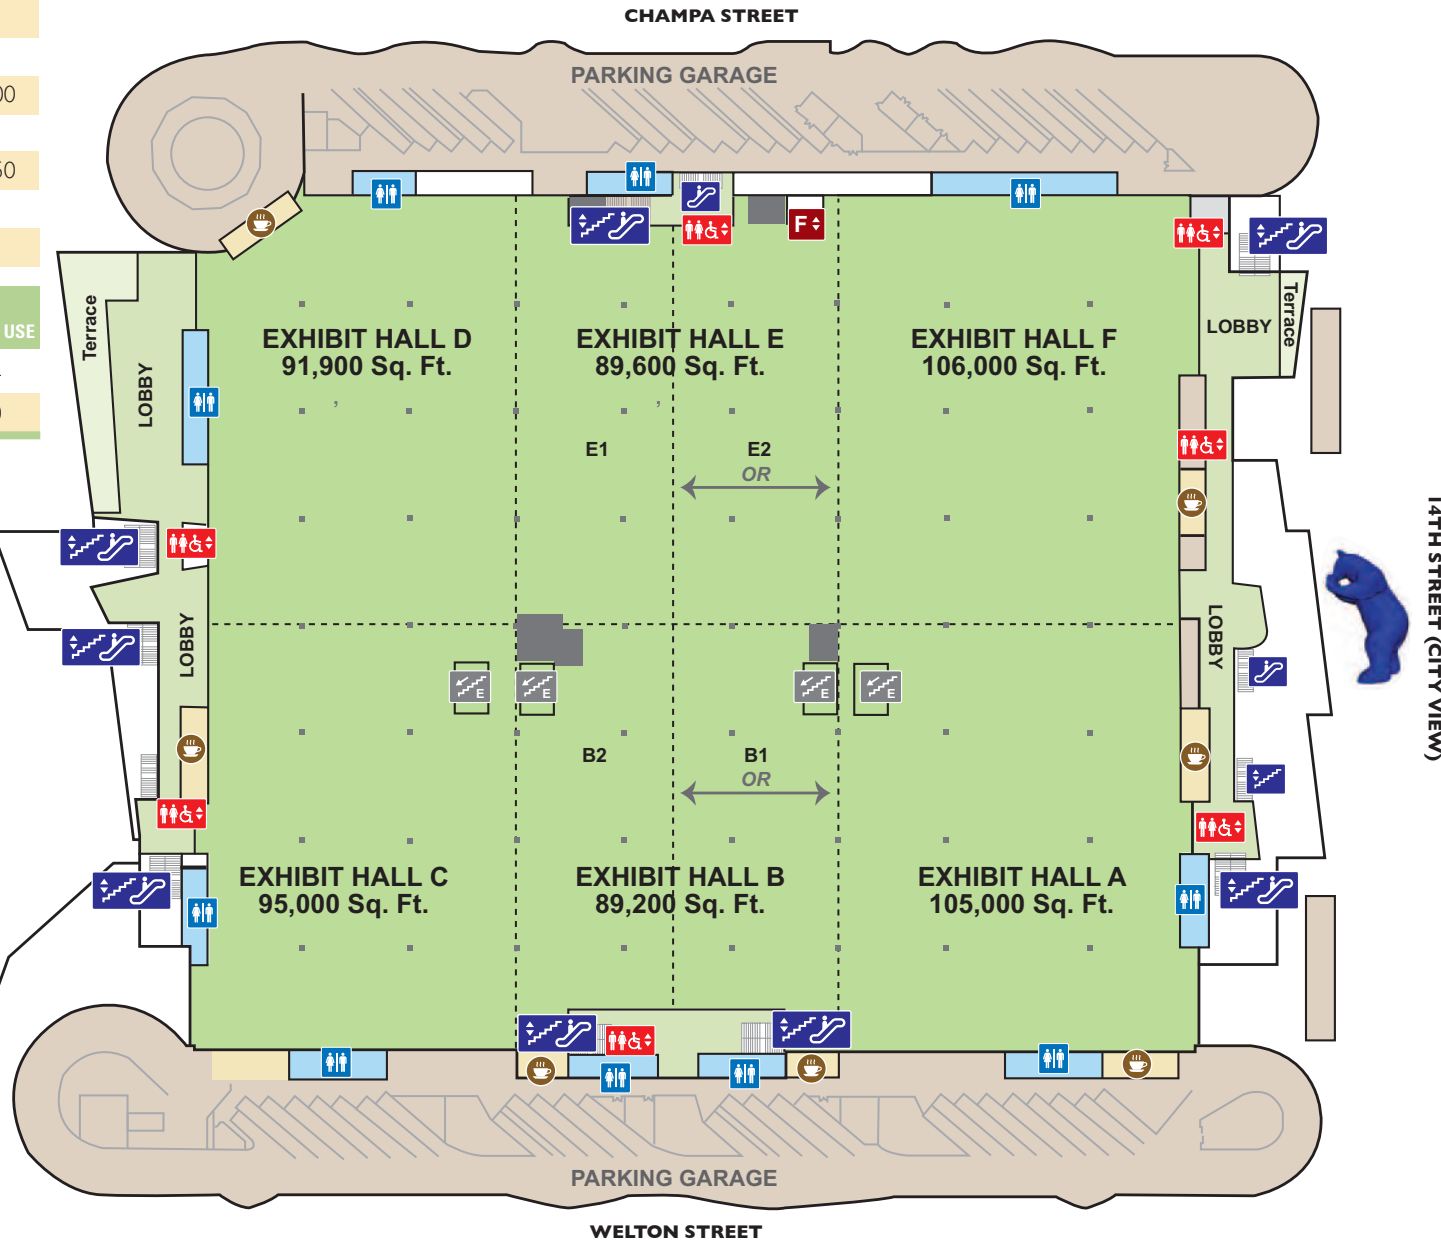 CHAMPA STREET
PARKING GARAGE
00
50
USE
F
Terrace
LOBBY
LOBBY
Terrace
EXHIBIT HALL D
91,900 Sq. Ft.
EXHIBIT HALL E
89,600 Sq. Ft.
EXHIBIT HALL F
106,000 Sq. Ft.
E1
E2
OR
14TH STREET (CITY VIEW)
LOBBY
LOBBY
E
E
E
E
B2
B1
OR
EXHIBIT HALL C
95,000 Sq. Ft.
EXHIBIT HALL B
89,200 Sq. Ft.
EXHIBIT HALL A
105,000 Sq. Ft.
PARKING GARAGE
WELTON STREET